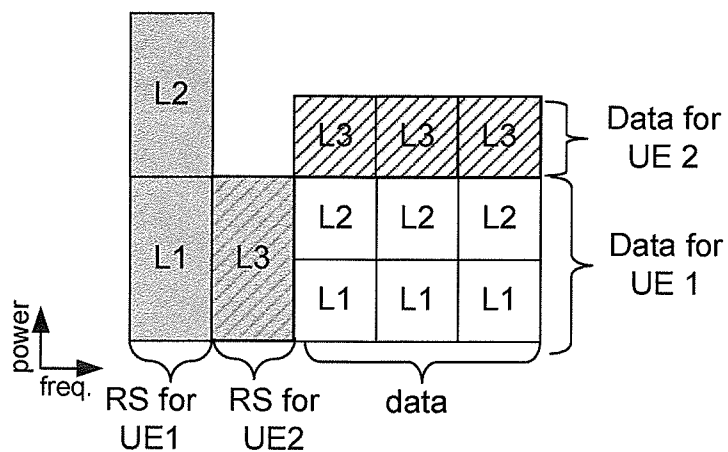 L2
L3 L3 L3
Data for
UE 2
L1
L3
L2 L2 L2
L1 L1 L1
Data for
UE 1
power
freq.
RS for
UE1
RS for
UE2
data